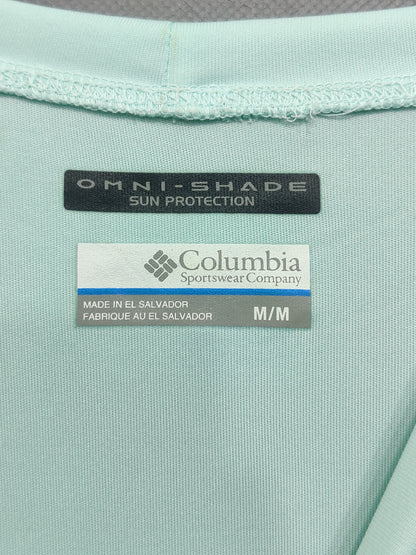 OMNI-SHADE
SUN PROTECTION
Columbia
Sportswear Company
MADE IN EL SALVADOR
FABRIQUE AU EL SALVADOR
M/M